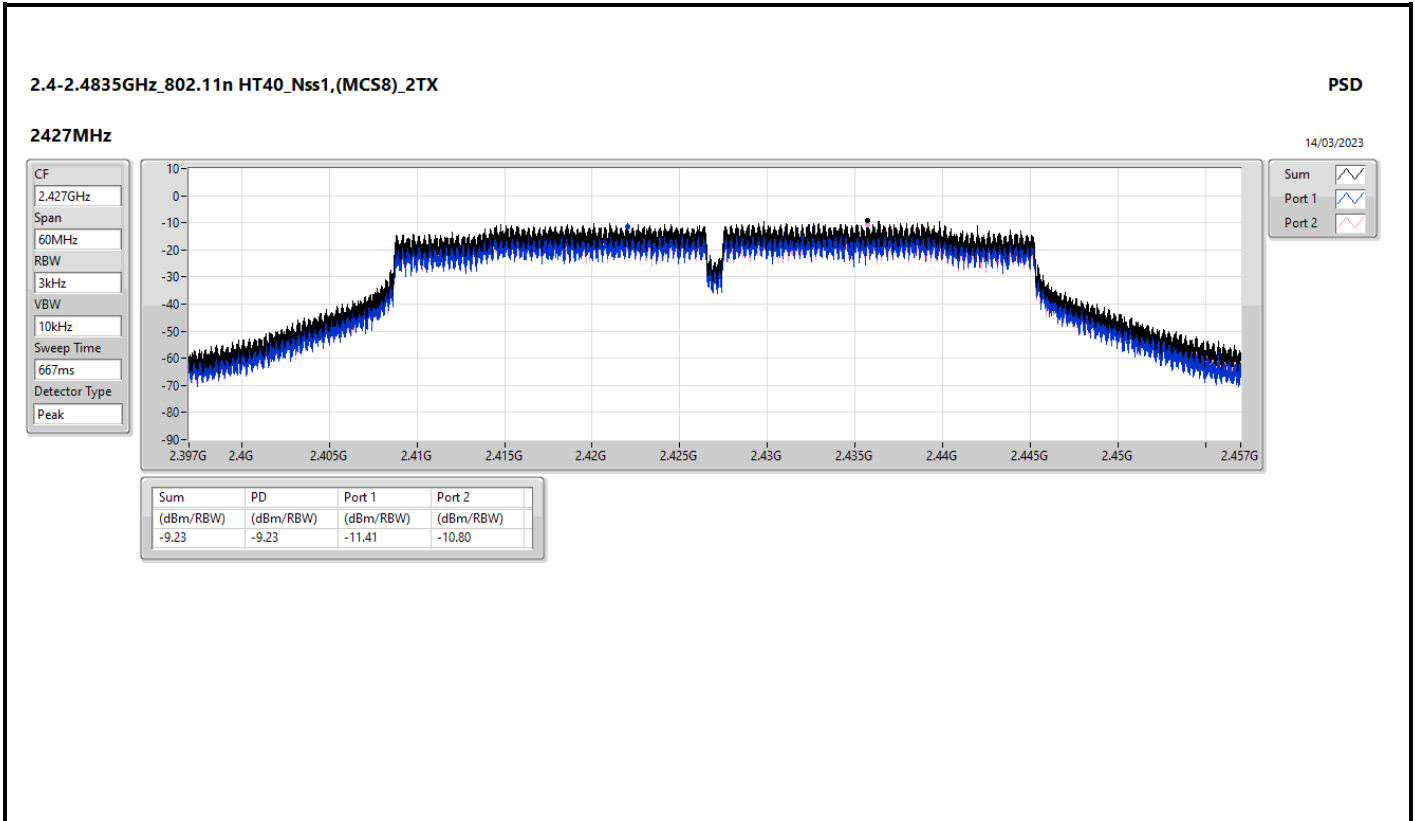 2.4-2.4835GHz_802.11n HT40_Nss1,(MCS8)_2TX PSD
2427MHz
14/03/2023
CF
2.427GHz
Span
60MHz
RBW
3kHz
VBW
10kHz
Sweep Time
667ms
Detector Type
Peak
10
0
-10
-20
-30
-40
-50
-60
-70
-80
-90
2.397G 2.4G 2.405G 2.41G 2.415G 2.42G 2.425G 2.43G 2.435G 2.44G 2.445G 2.45G 2.457G
Sum
Port 1
Port 2
Sum PD Port 1 Port 2
(dBm/RBW) (dBm/RBW) (dBm/RBW) (dBm/RBW)
-9.23 -9.23 -11.41 -10.80